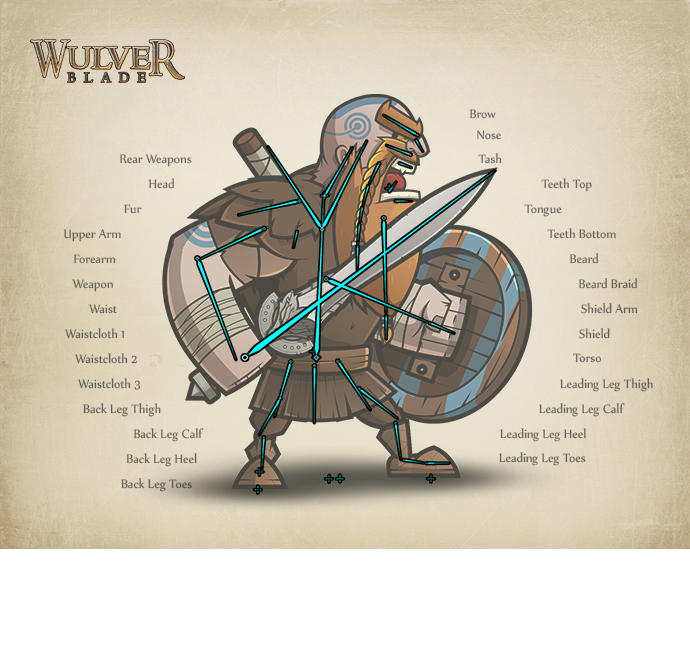 WULVER
BLADE
Brow
Nose
Tash
Rear Weapons
Head
Fur
Upper Arm
Forearm
Weapon
Waist
Waistcloth 1
Waistcloth 2
Waistcloth 3
Back Leg Thigh
Back Leg Calf
Back Leg Heel
Back Leg Toes
Teeth Top
Tongue
Teeth Bottom
Beard
Beard Braid
Shield Arm
Shield
Torso
Leading Leg Thigh
Leading Leg Calf
Leading Leg Heel
Leading Leg Toes